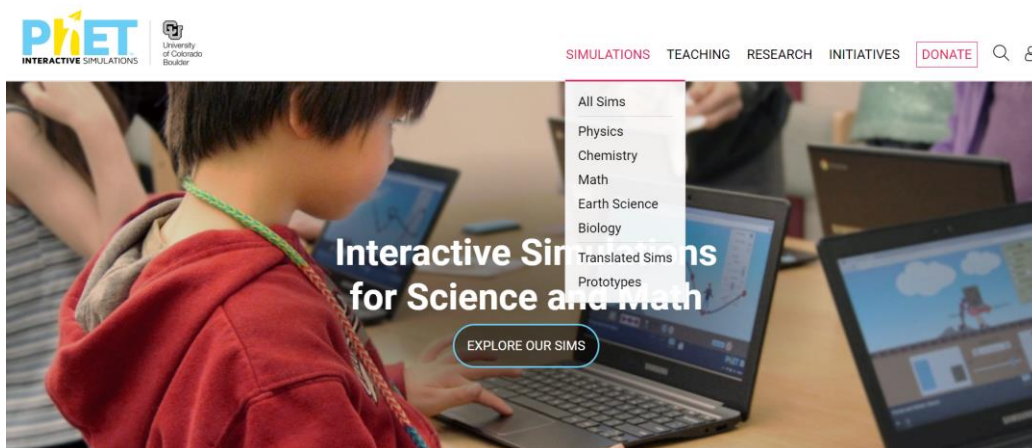 PhET
INTERACTIVE SIMULATIONS
University
of Colorado
Boulder
SIMULATIONS TEACHING RESEARCH INITIATIVES DONATE
All Sims
Physics
Chemistry
Math
Earth Science
Biology
Translated Sims
Prototypes
Interactive Simulations
for Science and Math
EXPLORE OUR SIMS